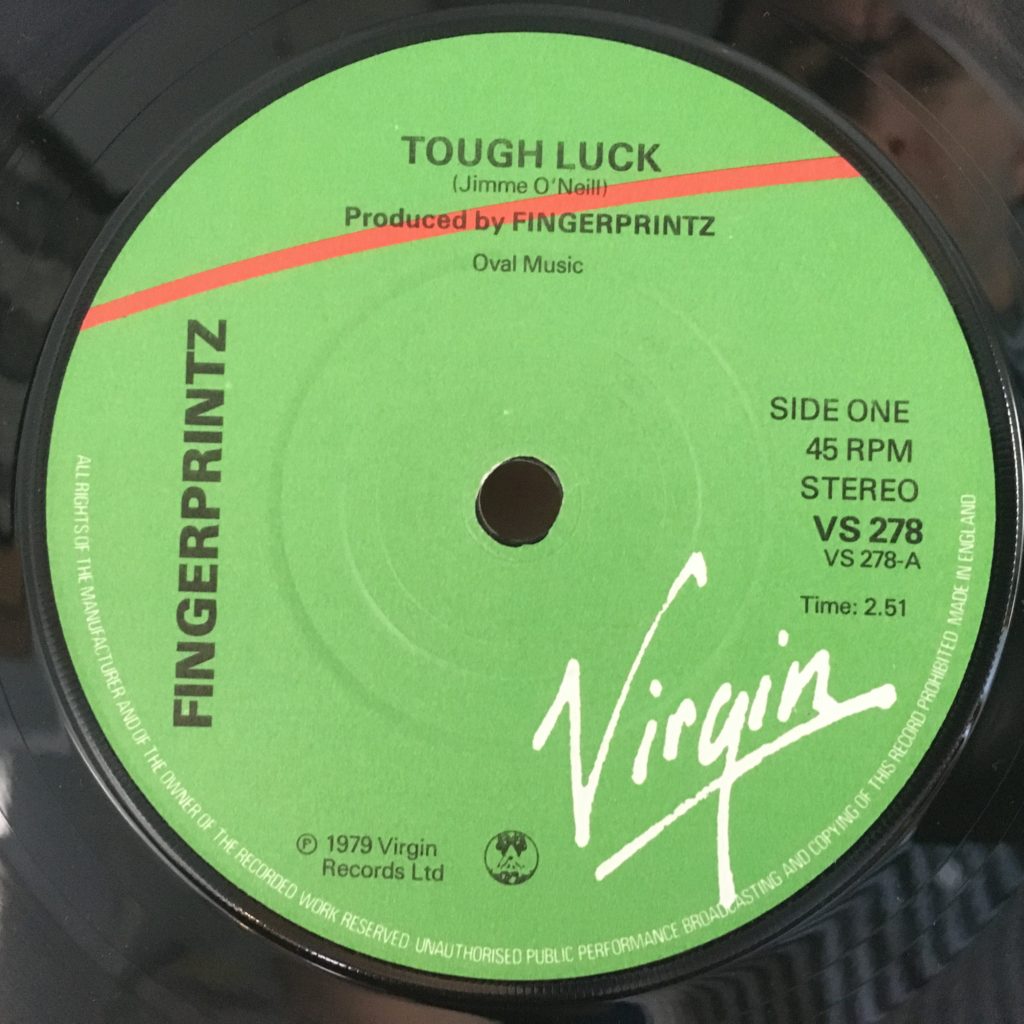 TOUGH LUCK
(Jimme O'Neill)
Produced by FINGERPRINTZ
Oval Music
FINGERPRINTZ
SIDE ONE
45 RPM
STEREO
VS 278
VS 278-A
Time: 2.51
Virgin
℗ 1979 Virgin
Records Ltd
ALL RIGHTS OF THE MANUFACTURER AND OF THE OWNER OF THE RECORDED WORK RESERVED UNAUTHORISED PUBLIC PERFORMANCE BROADCASTING AND COPYING OF THIS RECORD PROHIBITED MADE IN ENGLAND